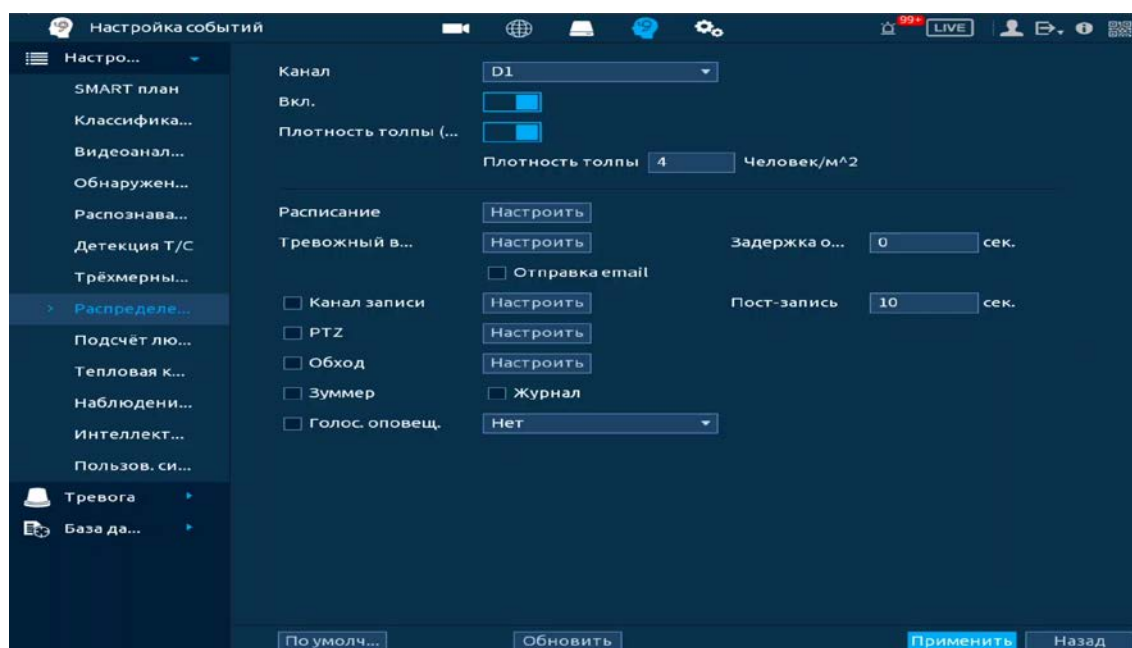 Настройка событий
99+
LIVE
Настро...
SMART план
Классифика...
Видеоанал...
Обнаружен...
Распознава...
Детекция Т/С
Трёхмерны...
Распределе...
Подсчёт лю...
Тепловая к...
Наблюдени...
Интеллект...
Пользов. си...
Тревога
База да...
Канал D1
Вкл.
Плотность толпы (...
Плотность толпы 4 Человек/м^2
Расписание Настроить
Тревожный в... Настроить Задержка о... 0 сек.
Отправка email
Канал записи Настроить Пост-запись 10 сек.
PTZ Настроить
Обход Настроить
Зуммер Журнал
Голос. оповещ. Нет
По умолч... Обновить Применить Назад